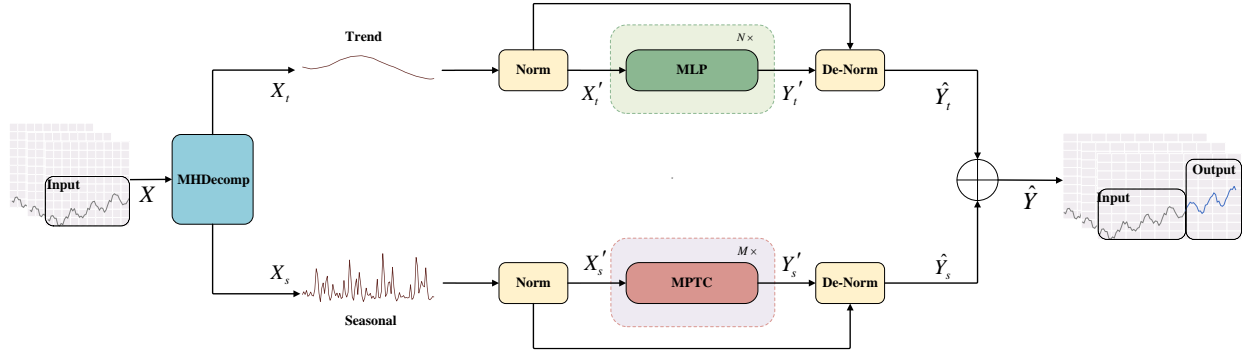 Trend
N ×
Norm
MLP
De-Norm
X_t
X_t′
Y_t′
Ŷ_t
Input
X
MHDecomp
Ŷ
Input
Output
X_s
X_s′
M ×
Y_s′
Ŷ_s
Norm
MPTC
De-Norm
Seasonal